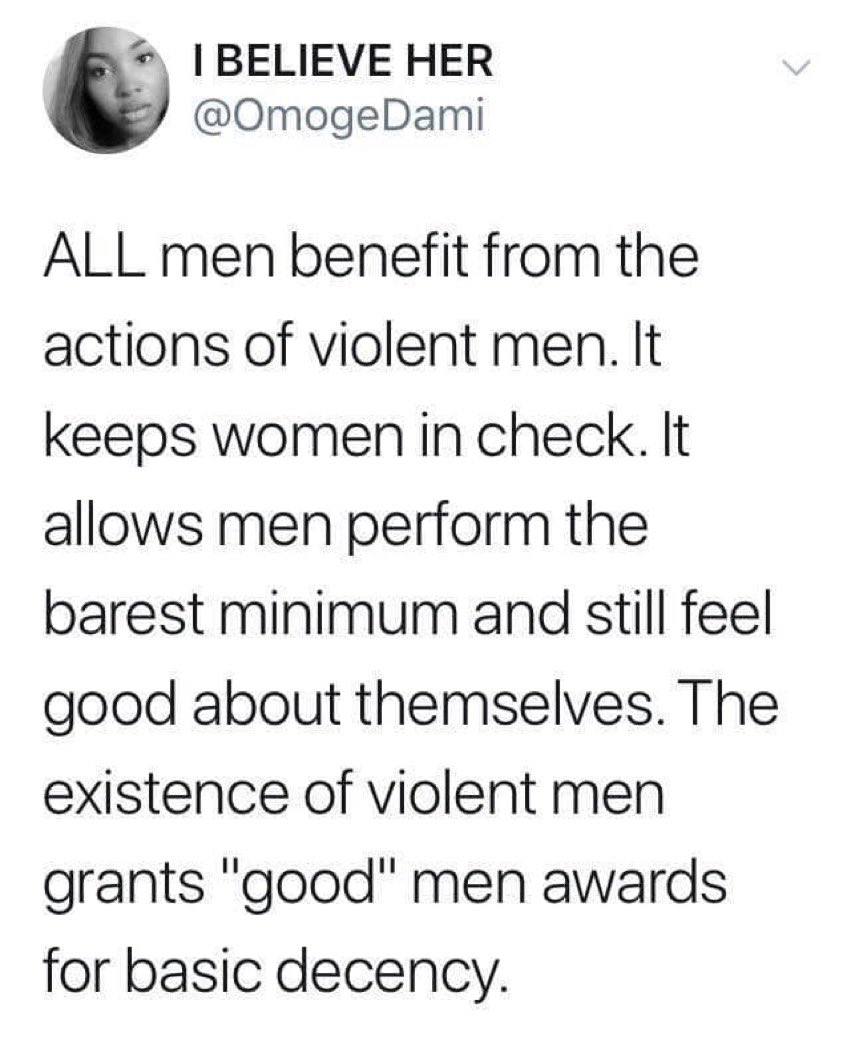 I BELIEVE HER
@OmogeDami
ALL men benefit from the
actions of violent men. It
keeps women in check. It
allows men perform the
barest minimum and still feel
good about themselves. The
existence of violent men
grants "good" men awards
for basic decency.